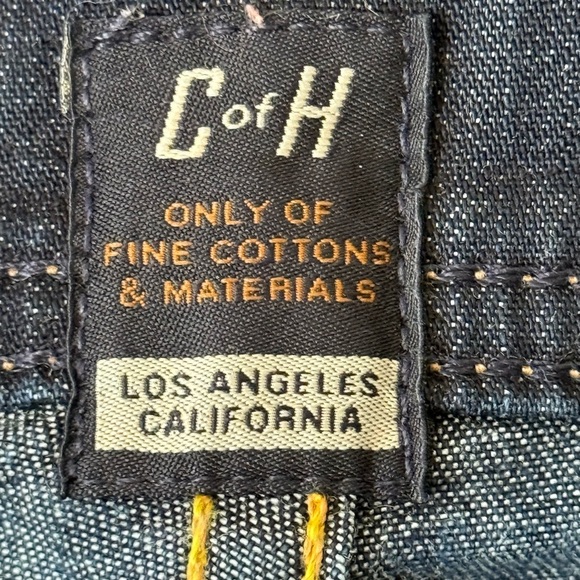 C of H
ONLY OF
FINE COTTONS
& MATERIALS
LOS ANGELES
CALIFORNIA